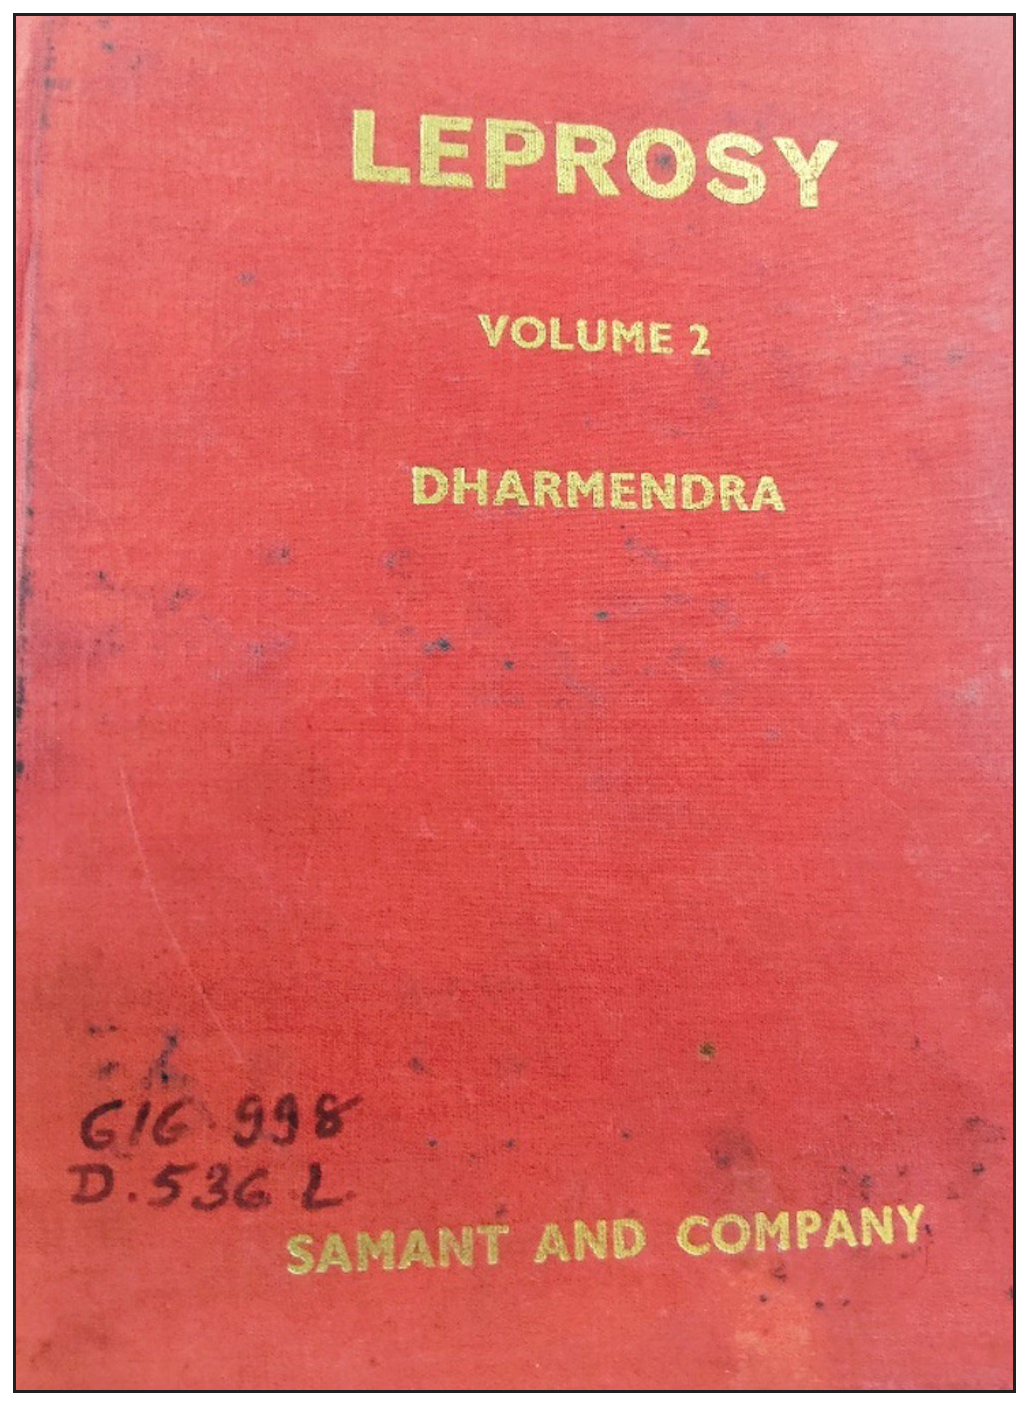 LEPROSY
VOLUME 2
DHARMENDRA
616.998
D.536 L
SAMANT AND COMPANY